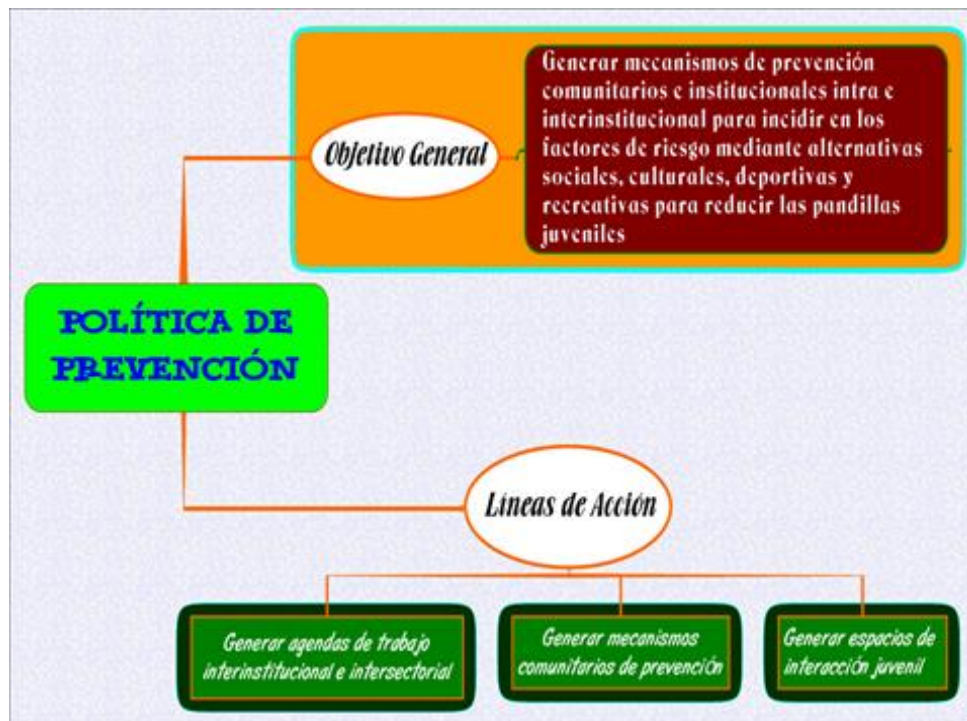 Generar mecanismos de prevención
comunitarios e institucionales intra e
interinstitucional para incidir en los
factores de riesgo mediante alternativas
sociales, culturales, deportivas y
recreativas para reducir las pandillas
juveniles
Objetivo General
POLÍTICA DE
PREVENCIÓN
Líneas de Acción
Generar agendas de trabajo
interinstitucional e intersectorial
Generar mecanismos
comunitarios de prevención
Generar espacios de
interacción juvenil